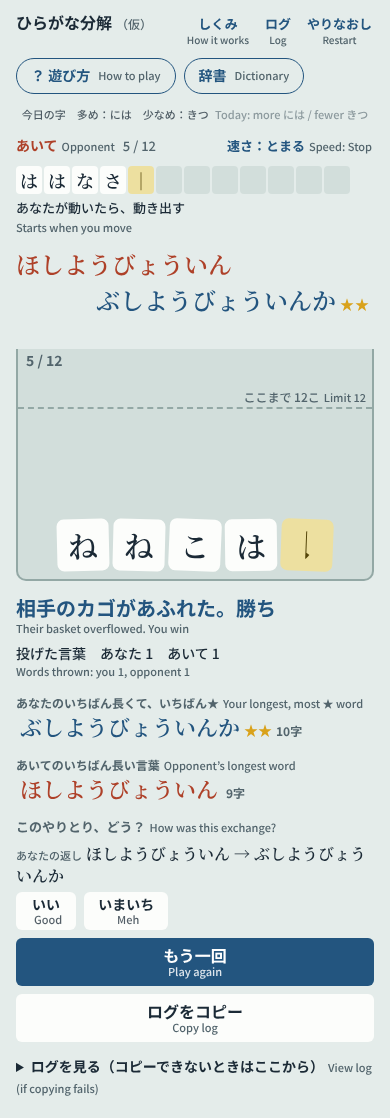 ひらがな分解 （仮）
しくみ ログ やりなおし
How it works Log Restart
？ 遊び方 How to play 辞書 Dictionary
今日の字　多め：には　少なめ：きつ Today: more には / fewer きつ
あいて Opponent 5 / 12 速さ：とまる Speed: Stop
は は な さ ｜
あなたが動いたら、動き出す
Starts when you move
ほしようびょういん
ぶしようびょういんか ★★
5 / 12
ここまで 12こ Limit 12
ね ね こ は ｜
相手のカゴがあふれた。勝ち
Their basket overflowed. You win
投げた言葉　あなた 1　あいて 1
Words thrown: you 1, opponent 1
あなたのいちばん長くて、いちばん★ Your longest, most ★ word
ぶしようびょういんか ★★ 10字
あいてのいちばん長い言葉 Opponent’s longest word
ほしようびょういん 9字
このやりとり、どう？ How was this exchange?
あなたの返し ほしようびょういん → ぶしようびょう
いんか
いい いまいち
Good Meh
もう一回
Play again
ログをコピー
Copy log
▶ ログを見る（コピーできないときはここから） View log
(if copying fails)